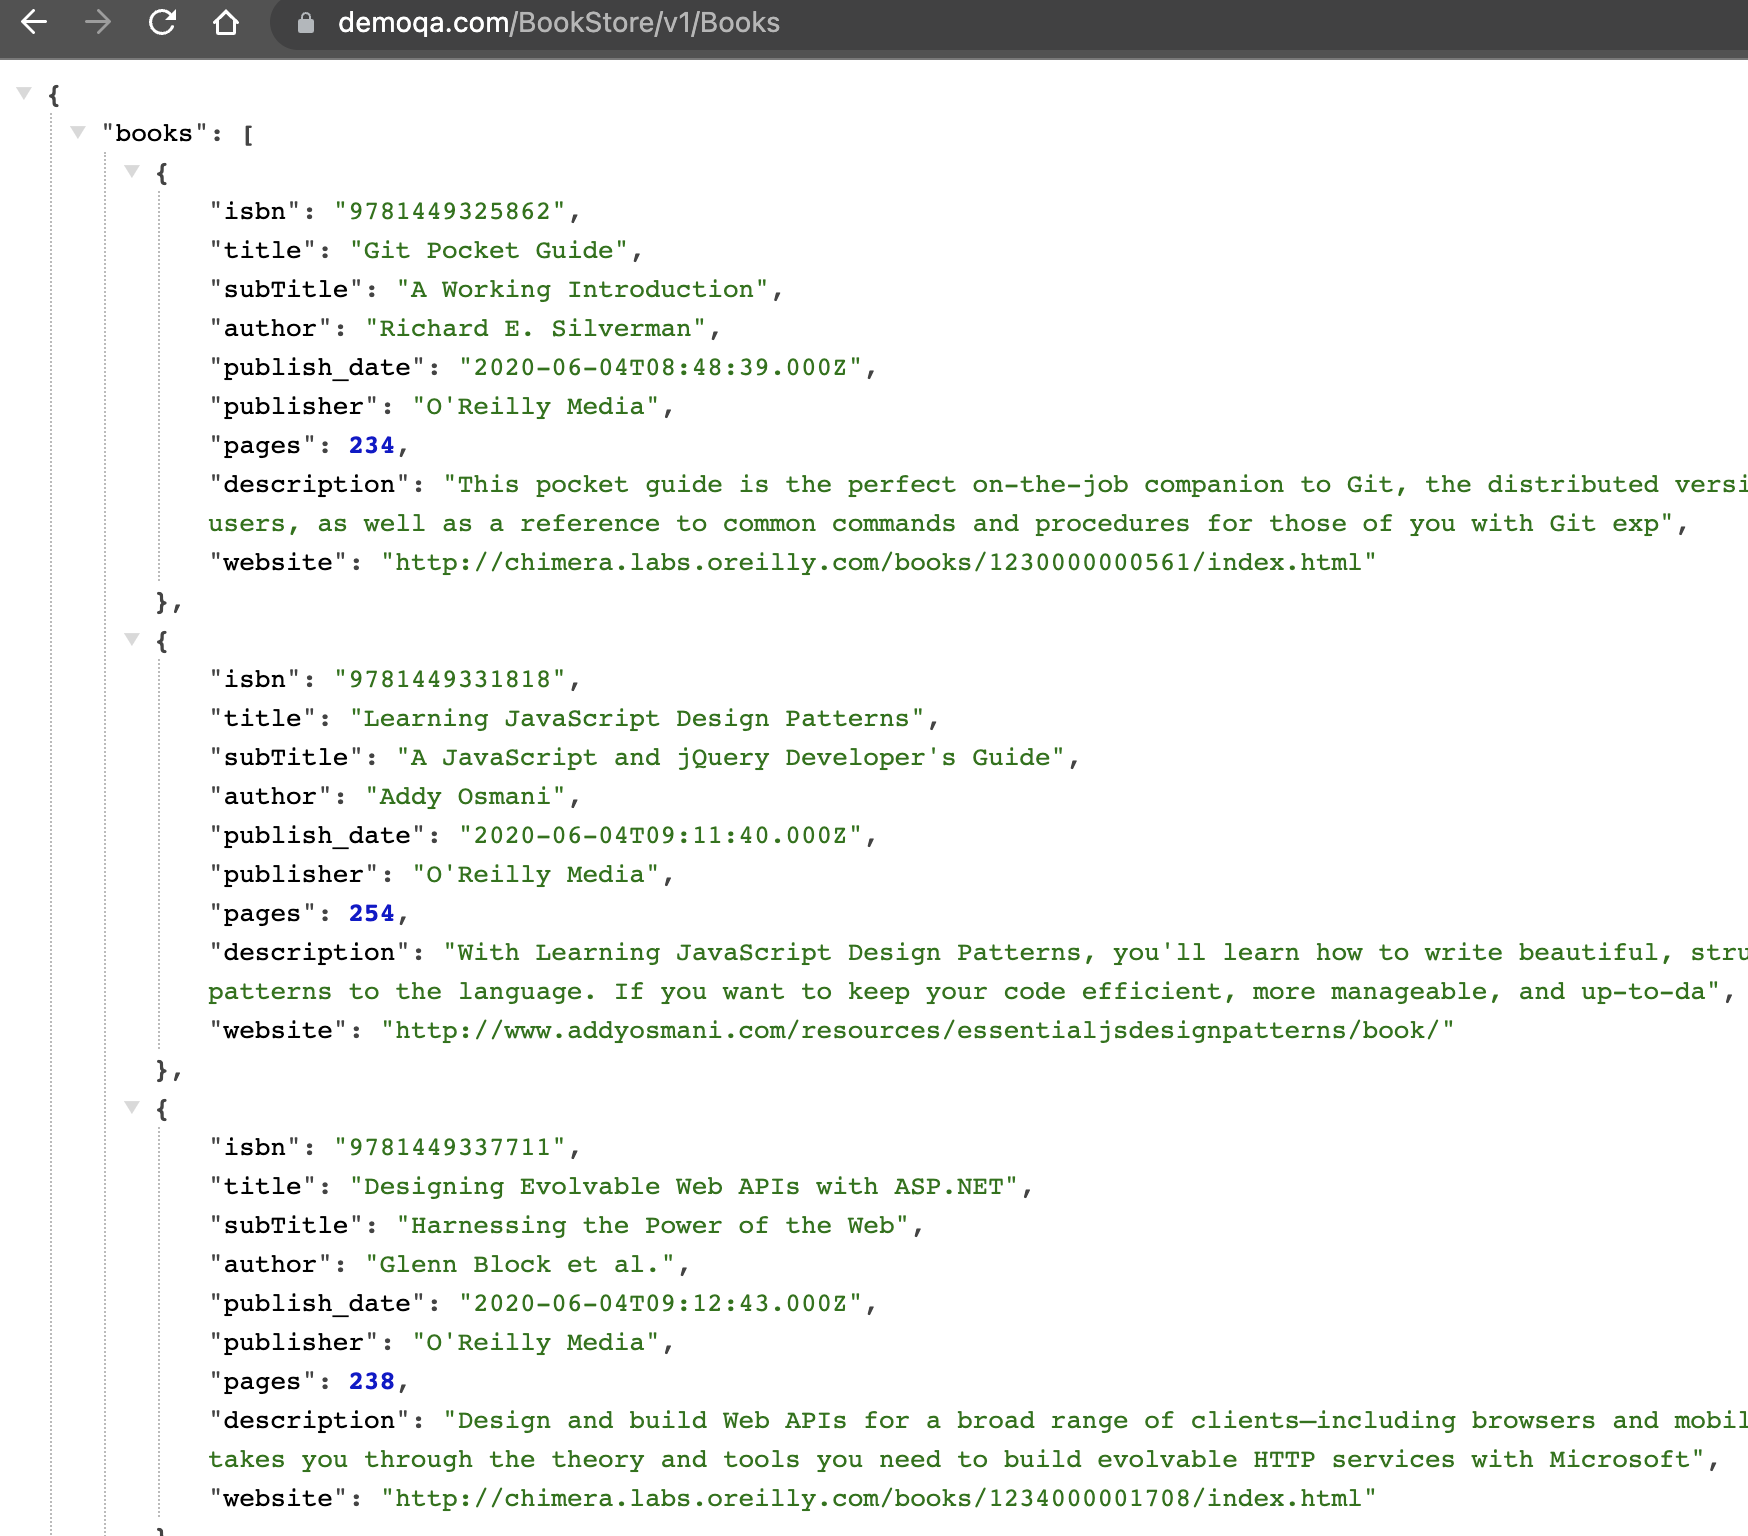 demoqa.com/BookStore/v1/Books
{
"books": [
{
"isbn": "9781449325862",
"title": "Git Pocket Guide",
"subTitle": "A Working Introduction",
"author": "Richard E. Silverman",
"publish_date": "2020-06-04T08:48:39.000Z",
"publisher": "O'Reilly Media",
"pages": 234,
"description": "This pocket guide is the perfect on-the-job companion to Git, the distributed versi
users, as well as a reference to common commands and procedures for those of you with Git exp",
"website": "http://chimera.labs.oreilly.com/books/1230000000561/index.html"
},
{
"isbn": "9781449331818",
"title": "Learning JavaScript Design Patterns",
"subTitle": "A JavaScript and jQuery Developer's Guide",
"author": "Addy Osmani",
"publish_date": "2020-06-04T09:11:40.000Z",
"publisher": "O'Reilly Media",
"pages": 254,
"description": "With Learning JavaScript Design Patterns, you'll learn how to write beautiful, stru
patterns to the language. If you want to keep your code efficient, more manageable, and up-to-da",
"website": "http://www.addyosmani.com/resources/essentialjsdesignpatterns/book/"
},
{
"isbn": "9781449337711",
"title": "Designing Evolvable Web APIs with ASP.NET",
"subTitle": "Harnessing the Power of the Web",
"author": "Glenn Block et al.",
"publish_date": "2020-06-04T09:12:43.000Z",
"publisher": "O'Reilly Media",
"pages": 238,
"description": "Design and build Web APIs for a broad range of clients—including browsers and mobil
takes you through the theory and tools you need to build evolvable HTTP services with Microsoft",
"website": "http://chimera.labs.oreilly.com/books/1234000001708/index.html"
}